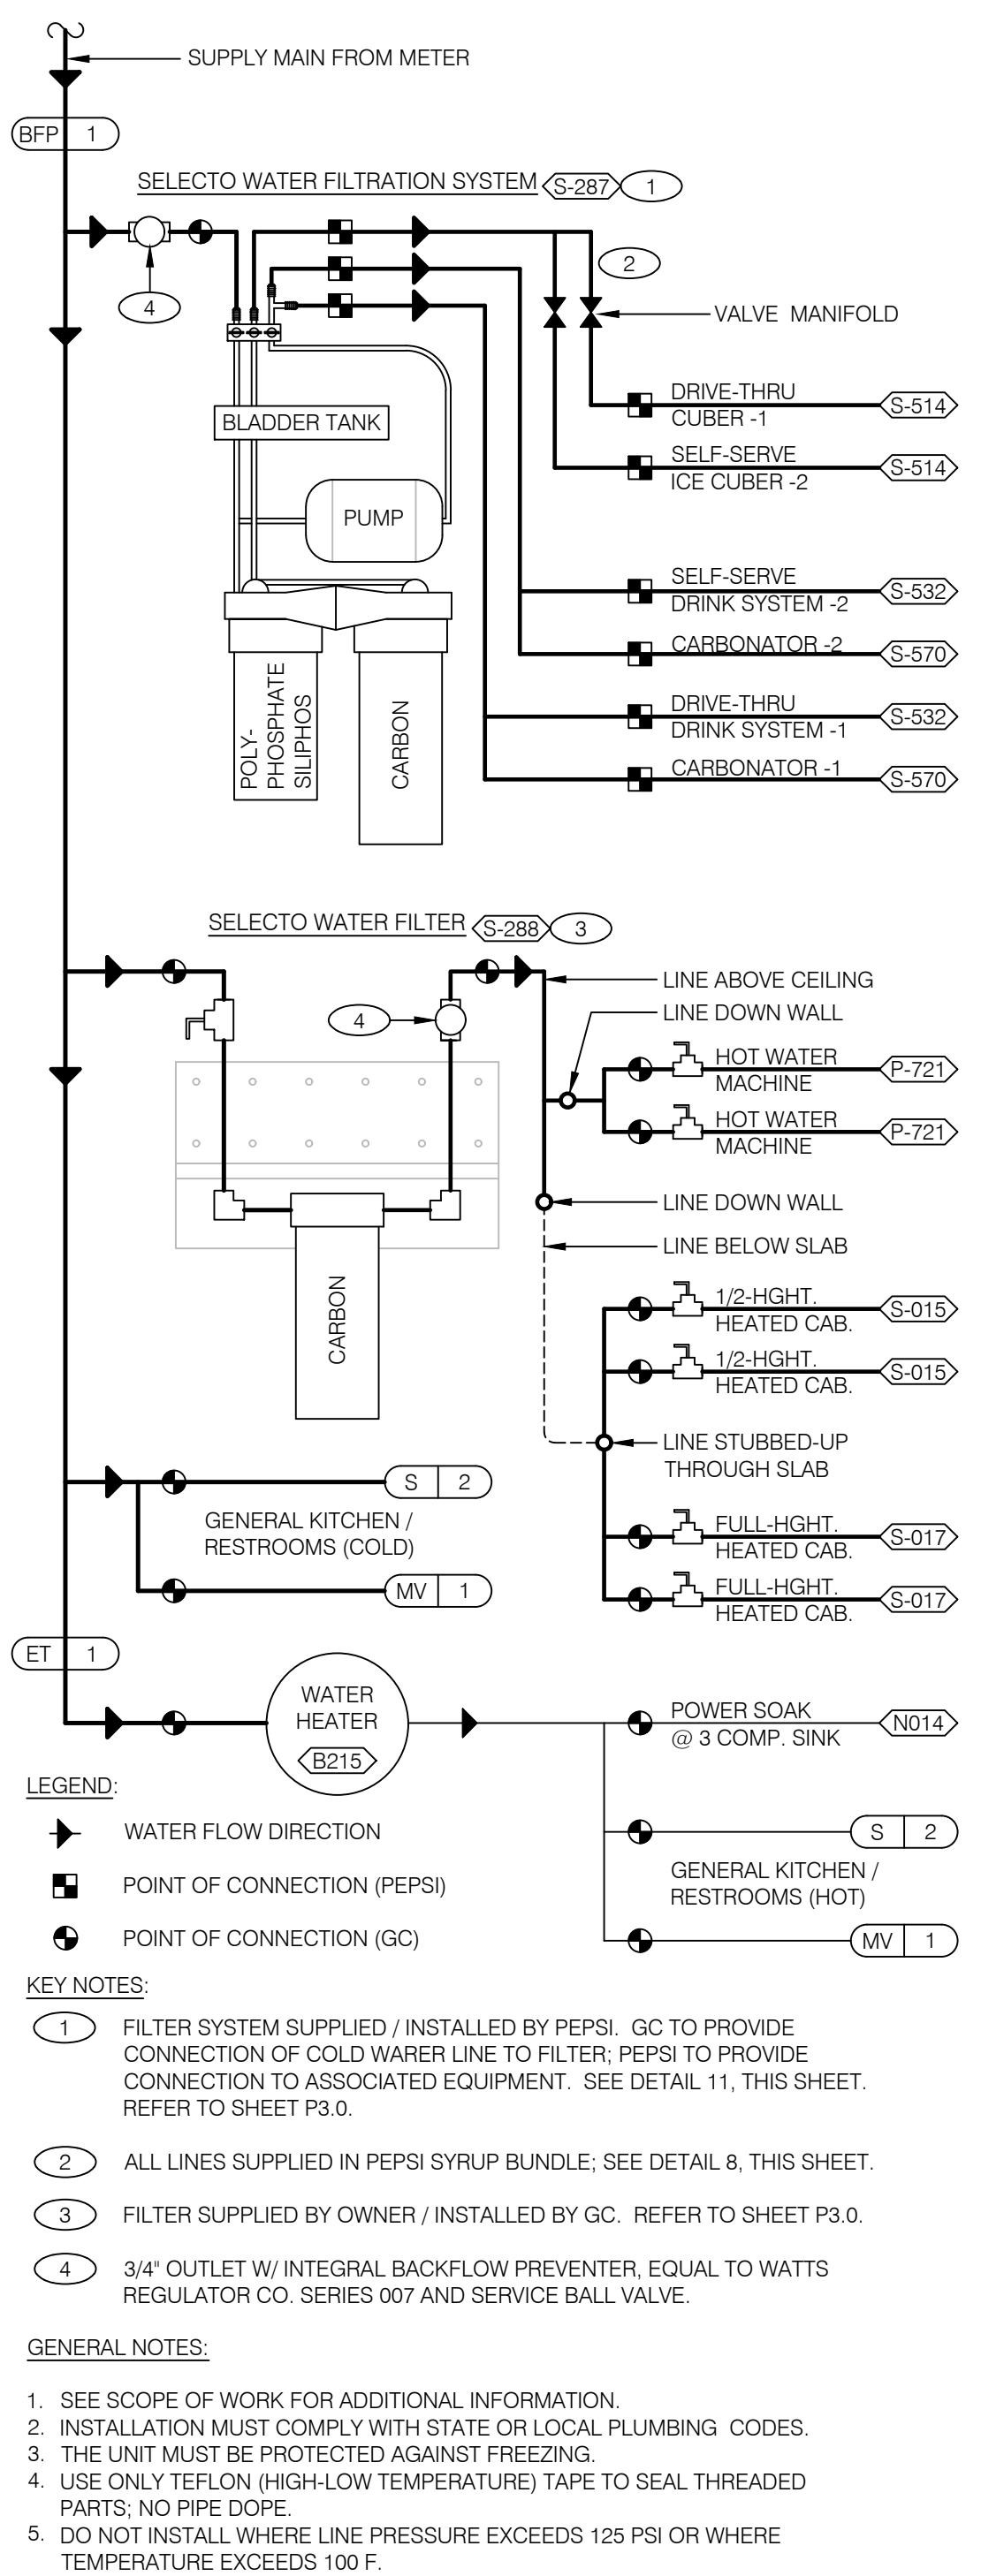 SUPPLY MAIN FROM METER
BFP 1
SELECTO WATER FILTRATION SYSTEM S-287 1
2
4
VALVE MANIFOLD
DRIVE-THRU
CUBER -1
S-514
BLADDER TANK
SELF-SERVE
ICE CUBER -2
S-514
PUMP
SELF-SERVE
DRINK SYSTEM -2
S-532
CARBONATOR -2
S-570
POLY-
PHOSPHATE
SILIPHOS
CARBON
DRIVE-THRU
DRINK SYSTEM -1
S-532
CARBONATOR -1
S-570
SELECTO WATER FILTER S-288 3
LINE ABOVE CEILING
4
LINE DOWN WALL
HOT WATER
MACHINE
P-721
HOT WATER
MACHINE
P-721
LINE DOWN WALL
LINE BELOW SLAB
CARBON
1/2-HGHT.
HEATED CAB.
S-015
1/2-HGHT.
HEATED CAB.
S-015
LINE STUBBED-UP
THROUGH SLAB
S 2
GENERAL KITCHEN /
RESTROOMS (COLD)
MV 1
FULL-HGHT.
HEATED CAB.
S-017
FULL-HGHT.
HEATED CAB.
S-017
ET 1
WATER
HEATER
B215
POWER SOAK
@ 3 COMP. SINK
N014
S 2
GENERAL KITCHEN /
RESTROOMS (HOT)
MV 1
LEGEND:
WATER FLOW DIRECTION
POINT OF CONNECTION (PEPSI)
POINT OF CONNECTION (GC)
KEY NOTES:
1 FILTER SYSTEM SUPPLIED / INSTALLED BY PEPSI. GC TO PROVIDE
CONNECTION OF COLD WARER LINE TO FILTER; PEPSI TO PROVIDE
CONNECTION TO ASSOCIATED EQUIPMENT. SEE DETAIL 11, THIS SHEET.
REFER TO SHEET P3.0.
2 ALL LINES SUPPLIED IN PEPSI SYRUP BUNDLE; SEE DETAIL 8, THIS SHEET.
3 FILTER SUPPLIED BY OWNER / INSTALLED BY GC. REFER TO SHEET P3.0.
4 3/4" OUTLET W/ INTEGRAL BACKFLOW PREVENTER, EQUAL TO WATTS
REGULATOR CO. SERIES 007 AND SERVICE BALL VALVE.
GENERAL NOTES:
1. SEE SCOPE OF WORK FOR ADDITIONAL INFORMATION.
2. INSTALLATION MUST COMPLY WITH STATE OR LOCAL PLUMBING CODES.
3. THE UNIT MUST BE PROTECTED AGAINST FREEZING.
4. USE ONLY TEFLON (HIGH-LOW TEMPERATURE) TAPE TO SEAL THREADED
PARTS; NO PIPE DOPE.
5. DO NOT INSTALL WHERE LINE PRESSURE EXCEEDS 125 PSI OR WHERE
TEMPERATURE EXCEEDS 100 F.